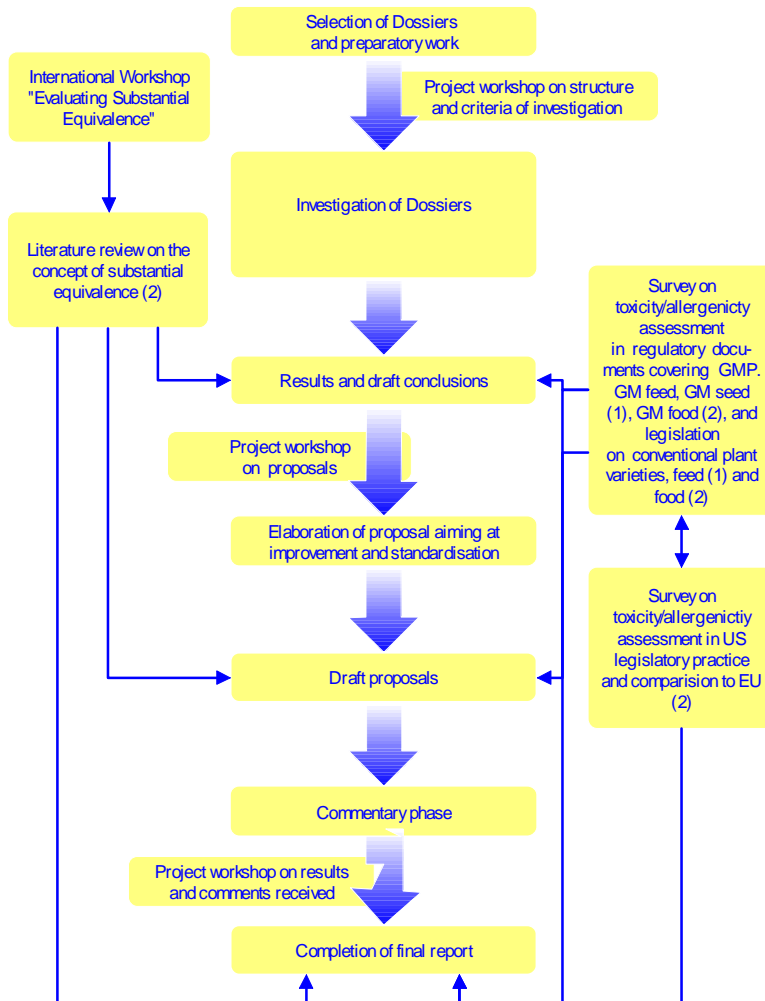 Selection of Dossiers
and preparatory work
International Workshop
"Evaluating Substantial
Equivalence"
Project workshop on structure
and criteria of investigation
Investigation of Dossiers
Literature review on the
concept of substantial
equivalence (2)
Survey on
toxicity/allergenicty
assessment
in regulatory docu-
ments covering GMP.
GM feed, GM seed
(1), GM food (2), and
legislation
on conventional plant
varieties, feed (1) and
food (2)
Results and draft conclusions
Project workshop
on proposals
Elaboration of proposal aiming at
improvement and standardisation
Survey on
toxicity/allergenictiy
assessment in US
legislatory practice
and comparision to EU
(2)
Draft proposals
Commentary phase
Project workshop on results
and comments received
Completion of final report